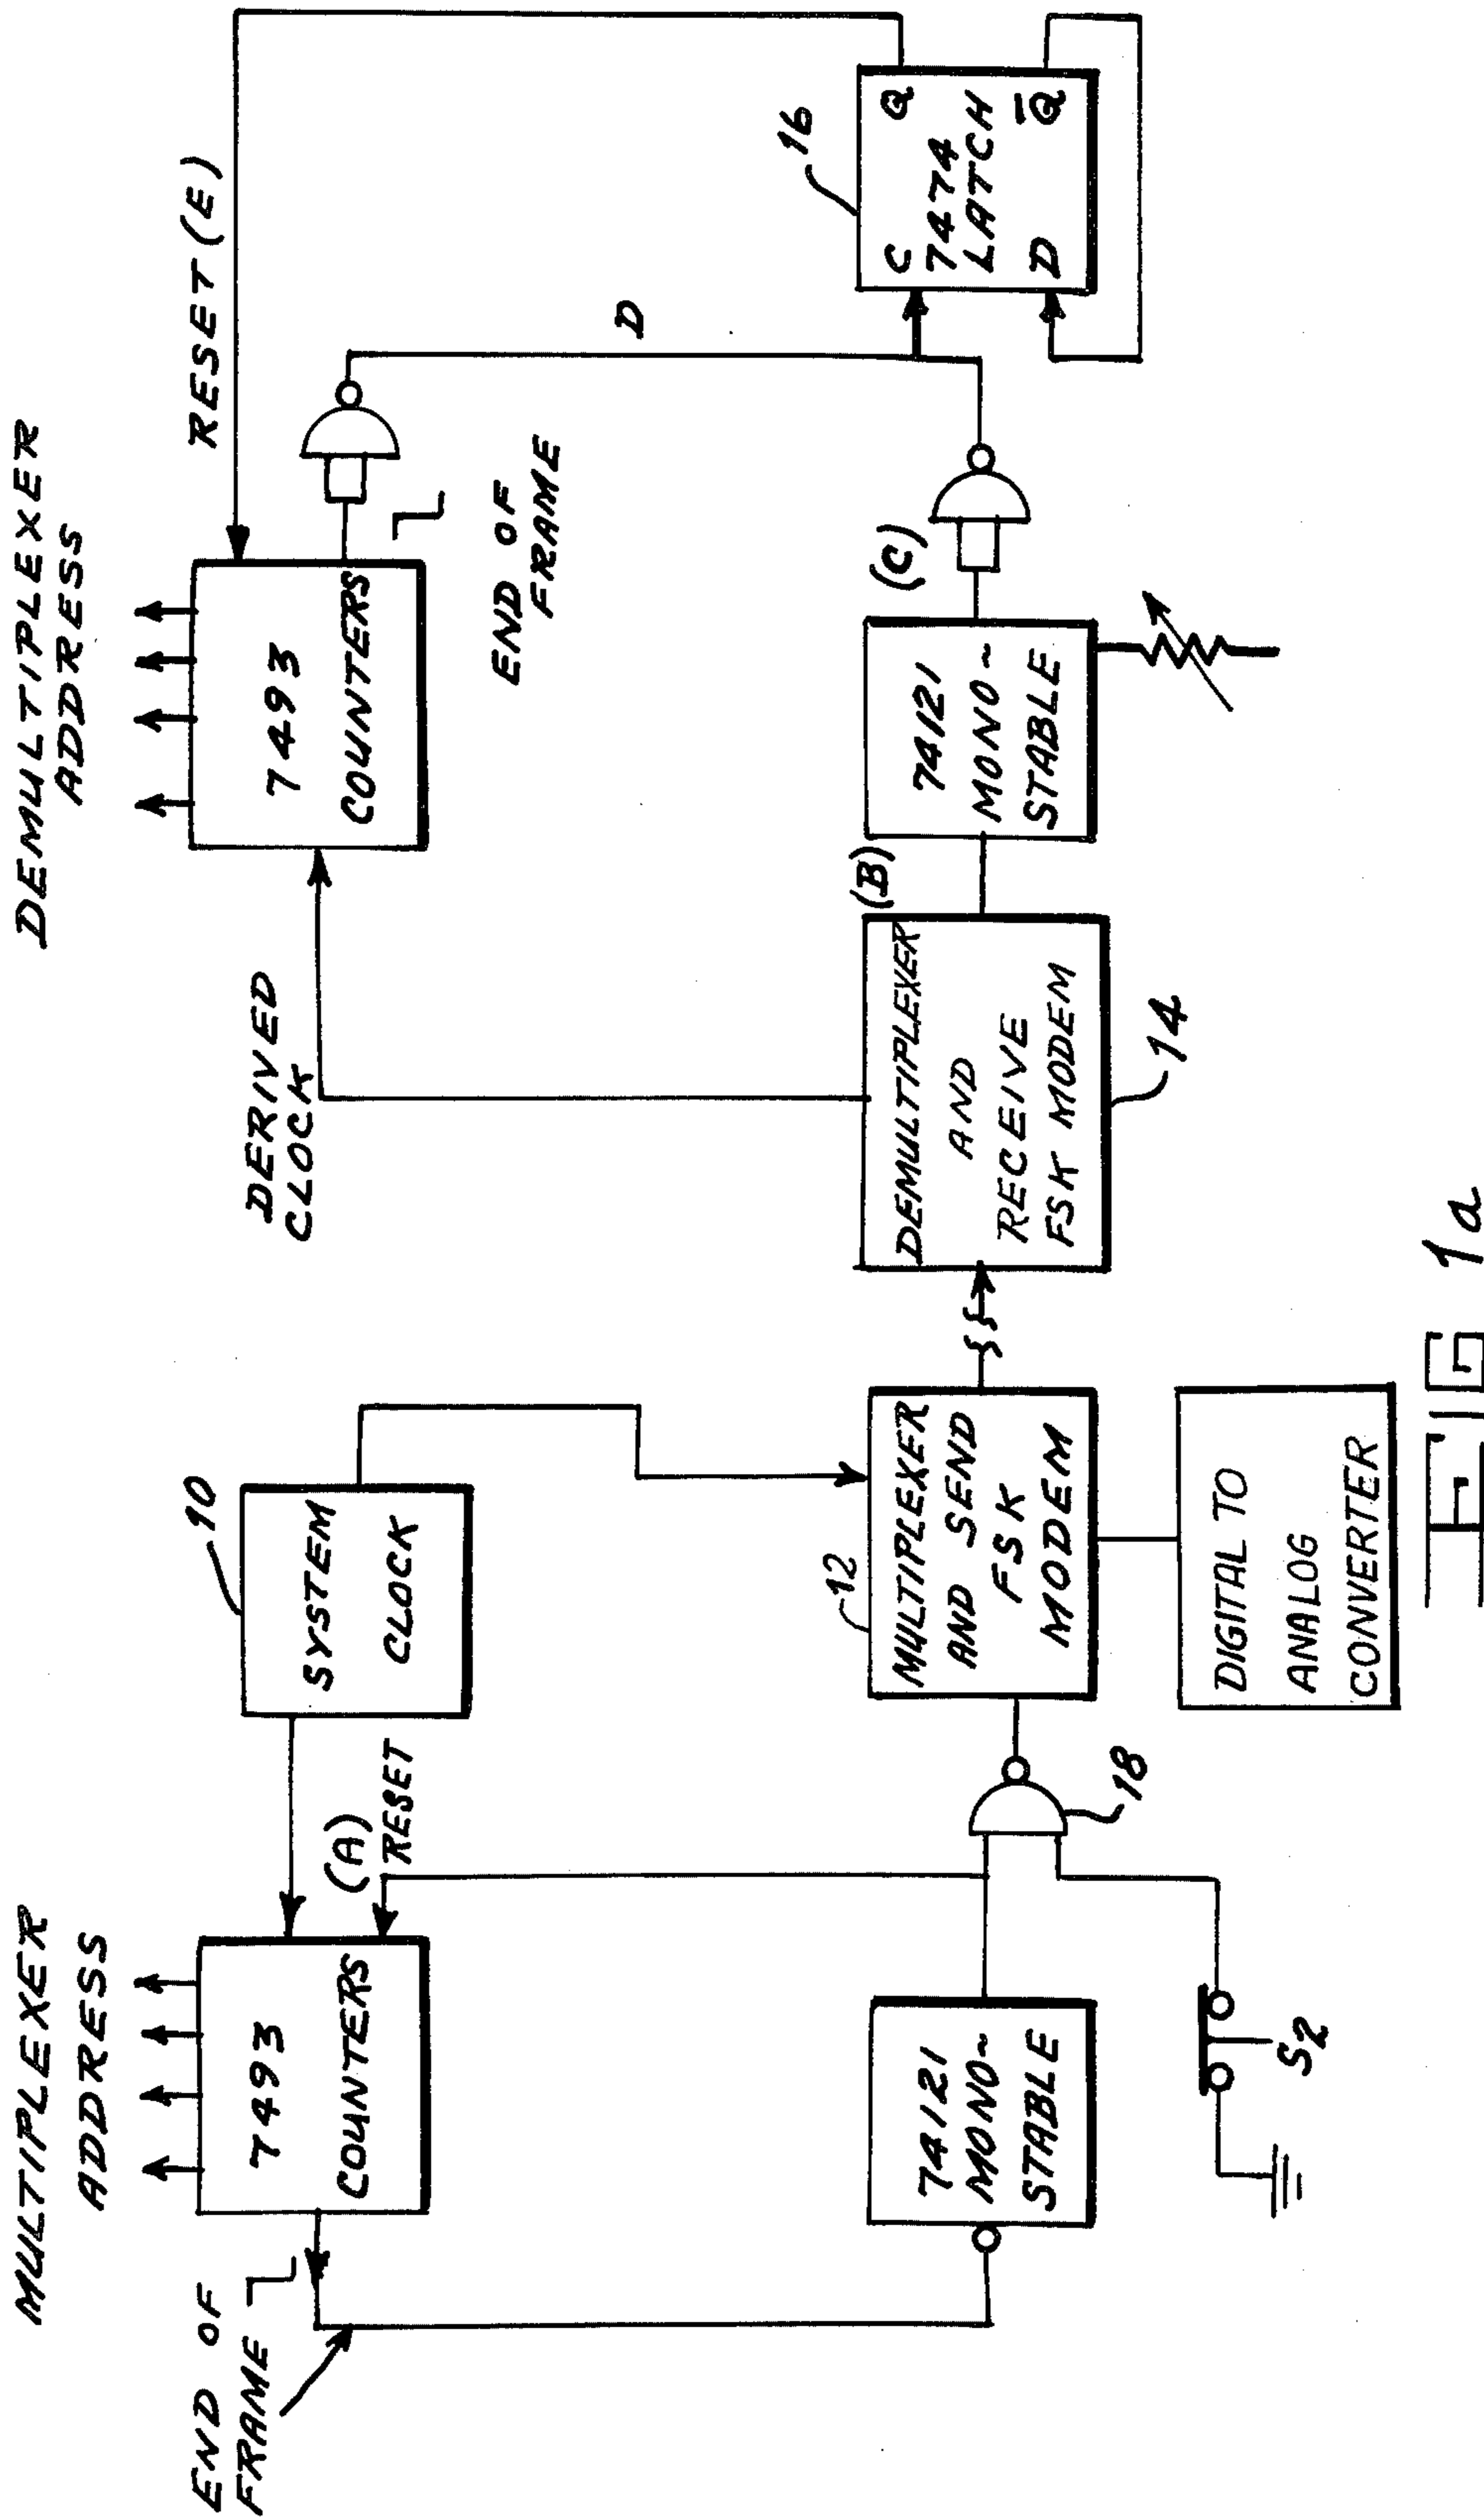 MULTIPLEXER
ADDRESS
DEMULTIPLEXER
ADDRESS
END OF
FRAME
7493
COUNTERS
(A)
RESET
10
SYSTEM
CLOCK
DERIVED
CLOCK
7493
COUNTERS
RESET (E)
END OF
FRAME
D
7412I
MONO-
STABLE
S2
18
12
MULTIPLEXER
AND SEND
FSK
MODEM
DIGITAL TO
ANALOG
CONVERTER
DEMULTIPLEXER
AND
RECEIVE
FSK MODEM
14
(B)
74121
MONO-
STABLE
(C)
16
C Q
7474
LATCH
D Q̅
FIG 1a